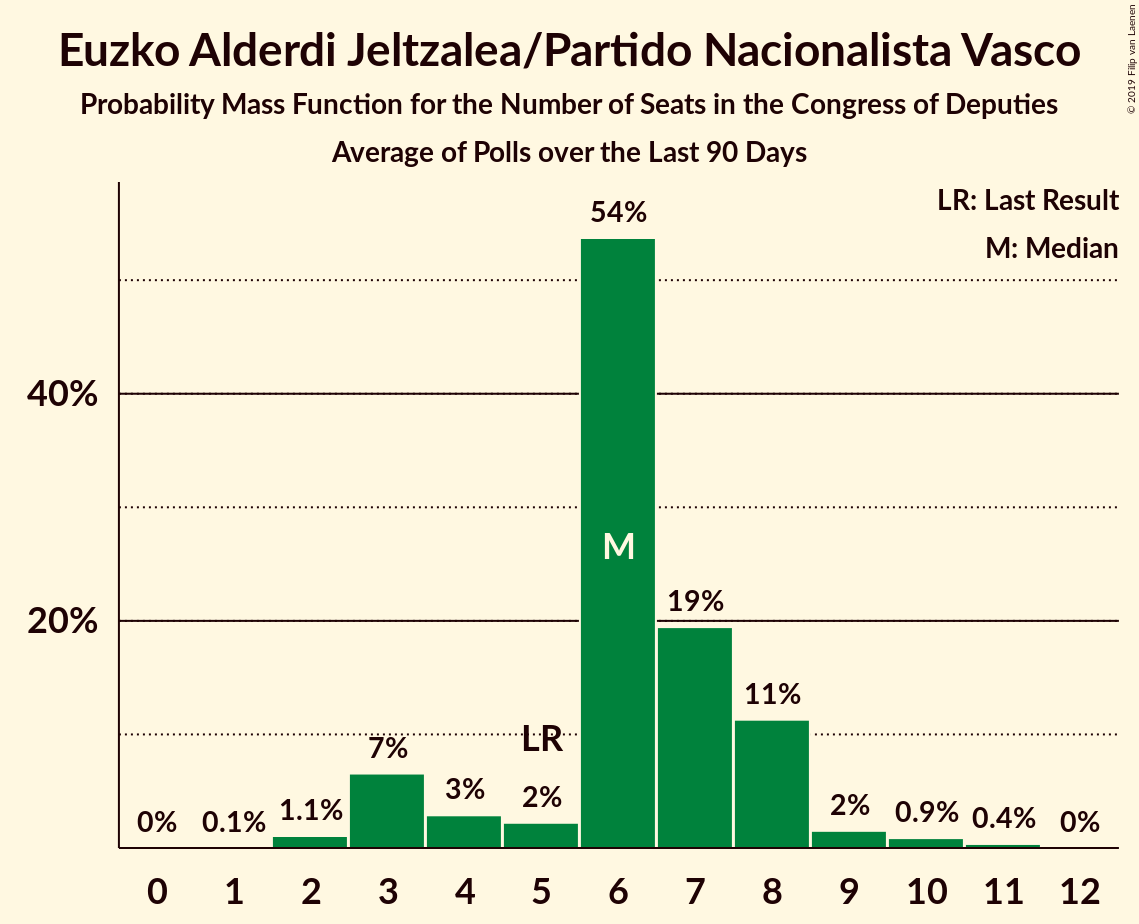 Euzko Alderdi Jeltzalea/Partido Nacionalista Vasco
Probability Mass Function for the Number of Seats in the Congress of Deputies
Average of Polls over the Last 90 Days
© 2019 Filip van Laenen
LR: Last Result
M: Median
40%
20%
0%
0.1%
1.1%
7%
3%
LR
2%
54%
M
19%
11%
2%
0.9%
0.4%
0%
0 1 2 3 4 5 6 7 8 9 10 11 12